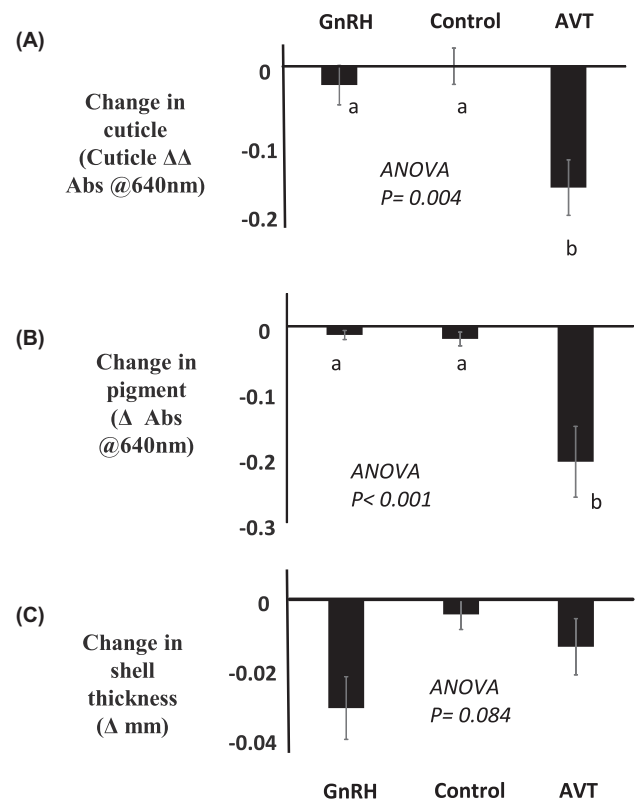 GnRH Control AVT
(A)
0
Change in
cuticle
(Cuticle ΔΔ
Abs @640nm)
-0.1
-0.2
a
a
ANOVA
P= 0.004
b
(B)
0
Change in
pigment
(Δ Abs
@640nm)
-0.1
-0.2
-0.3
a
a
ANOVA
P< 0.001
b
(C)
0
Change in
shell
thickness
(Δ mm)
-0.02
-0.04
ANOVA
P= 0.084
GnRH Control AVT